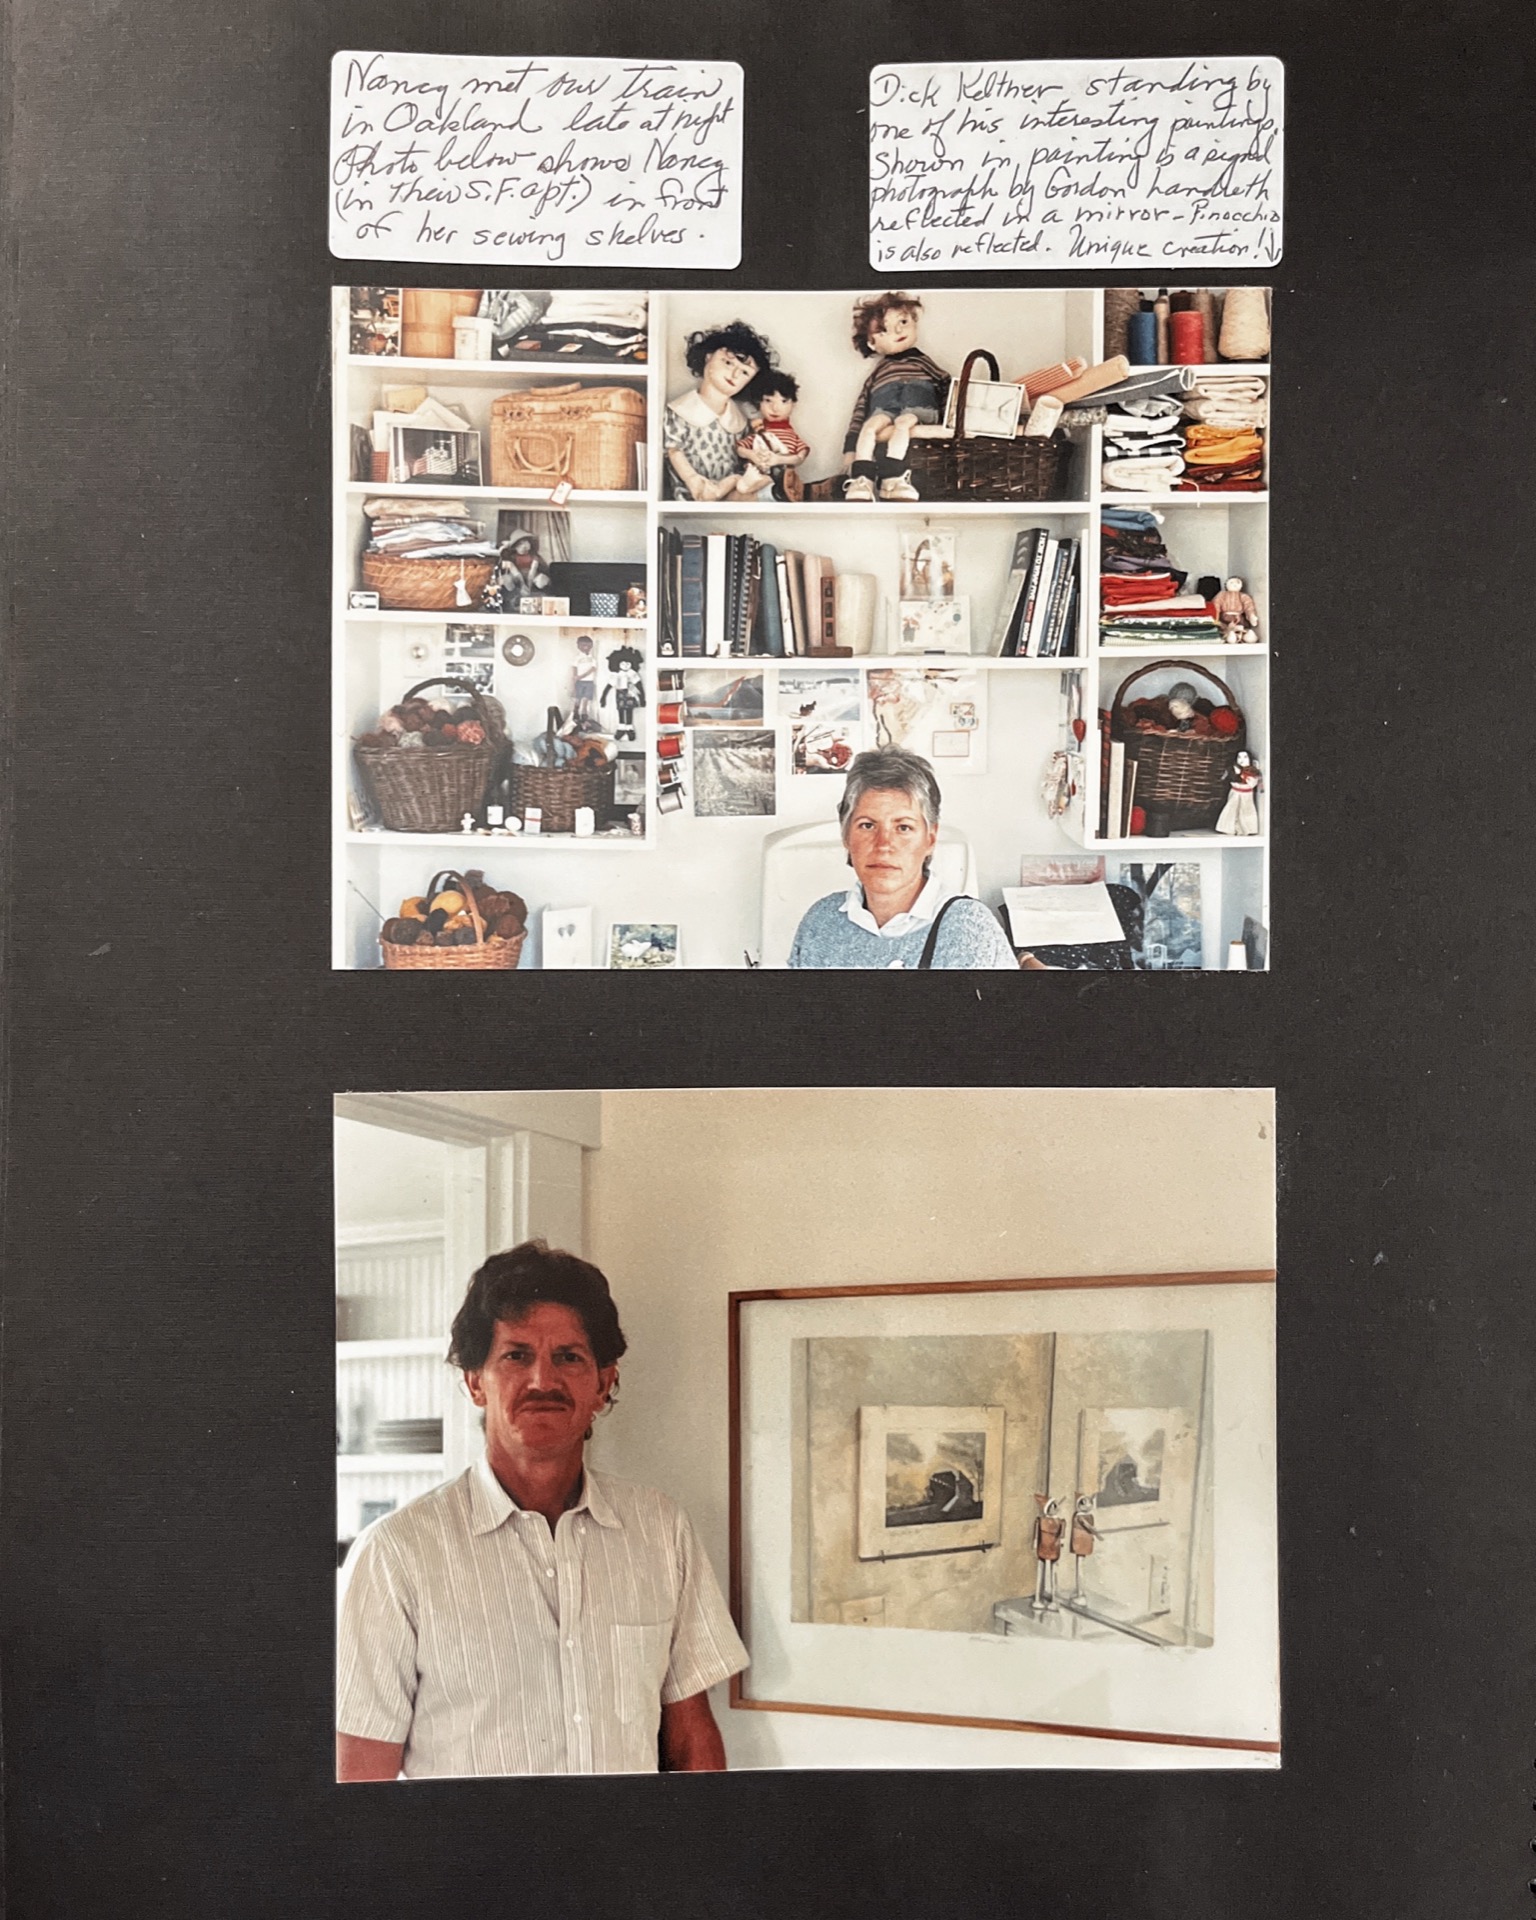 Nancy met our train
in Oakland late at night
Photo below shows Nancy
(in their S.F. apt.) in front
of her sewing shelves.
Dick Keltner standing by
one of his interesting paintings.
Shown in painting is a signed
photograph by Gordon
reflected in a mirror – Pinocchio
is also reflected. Unique creation! ↓